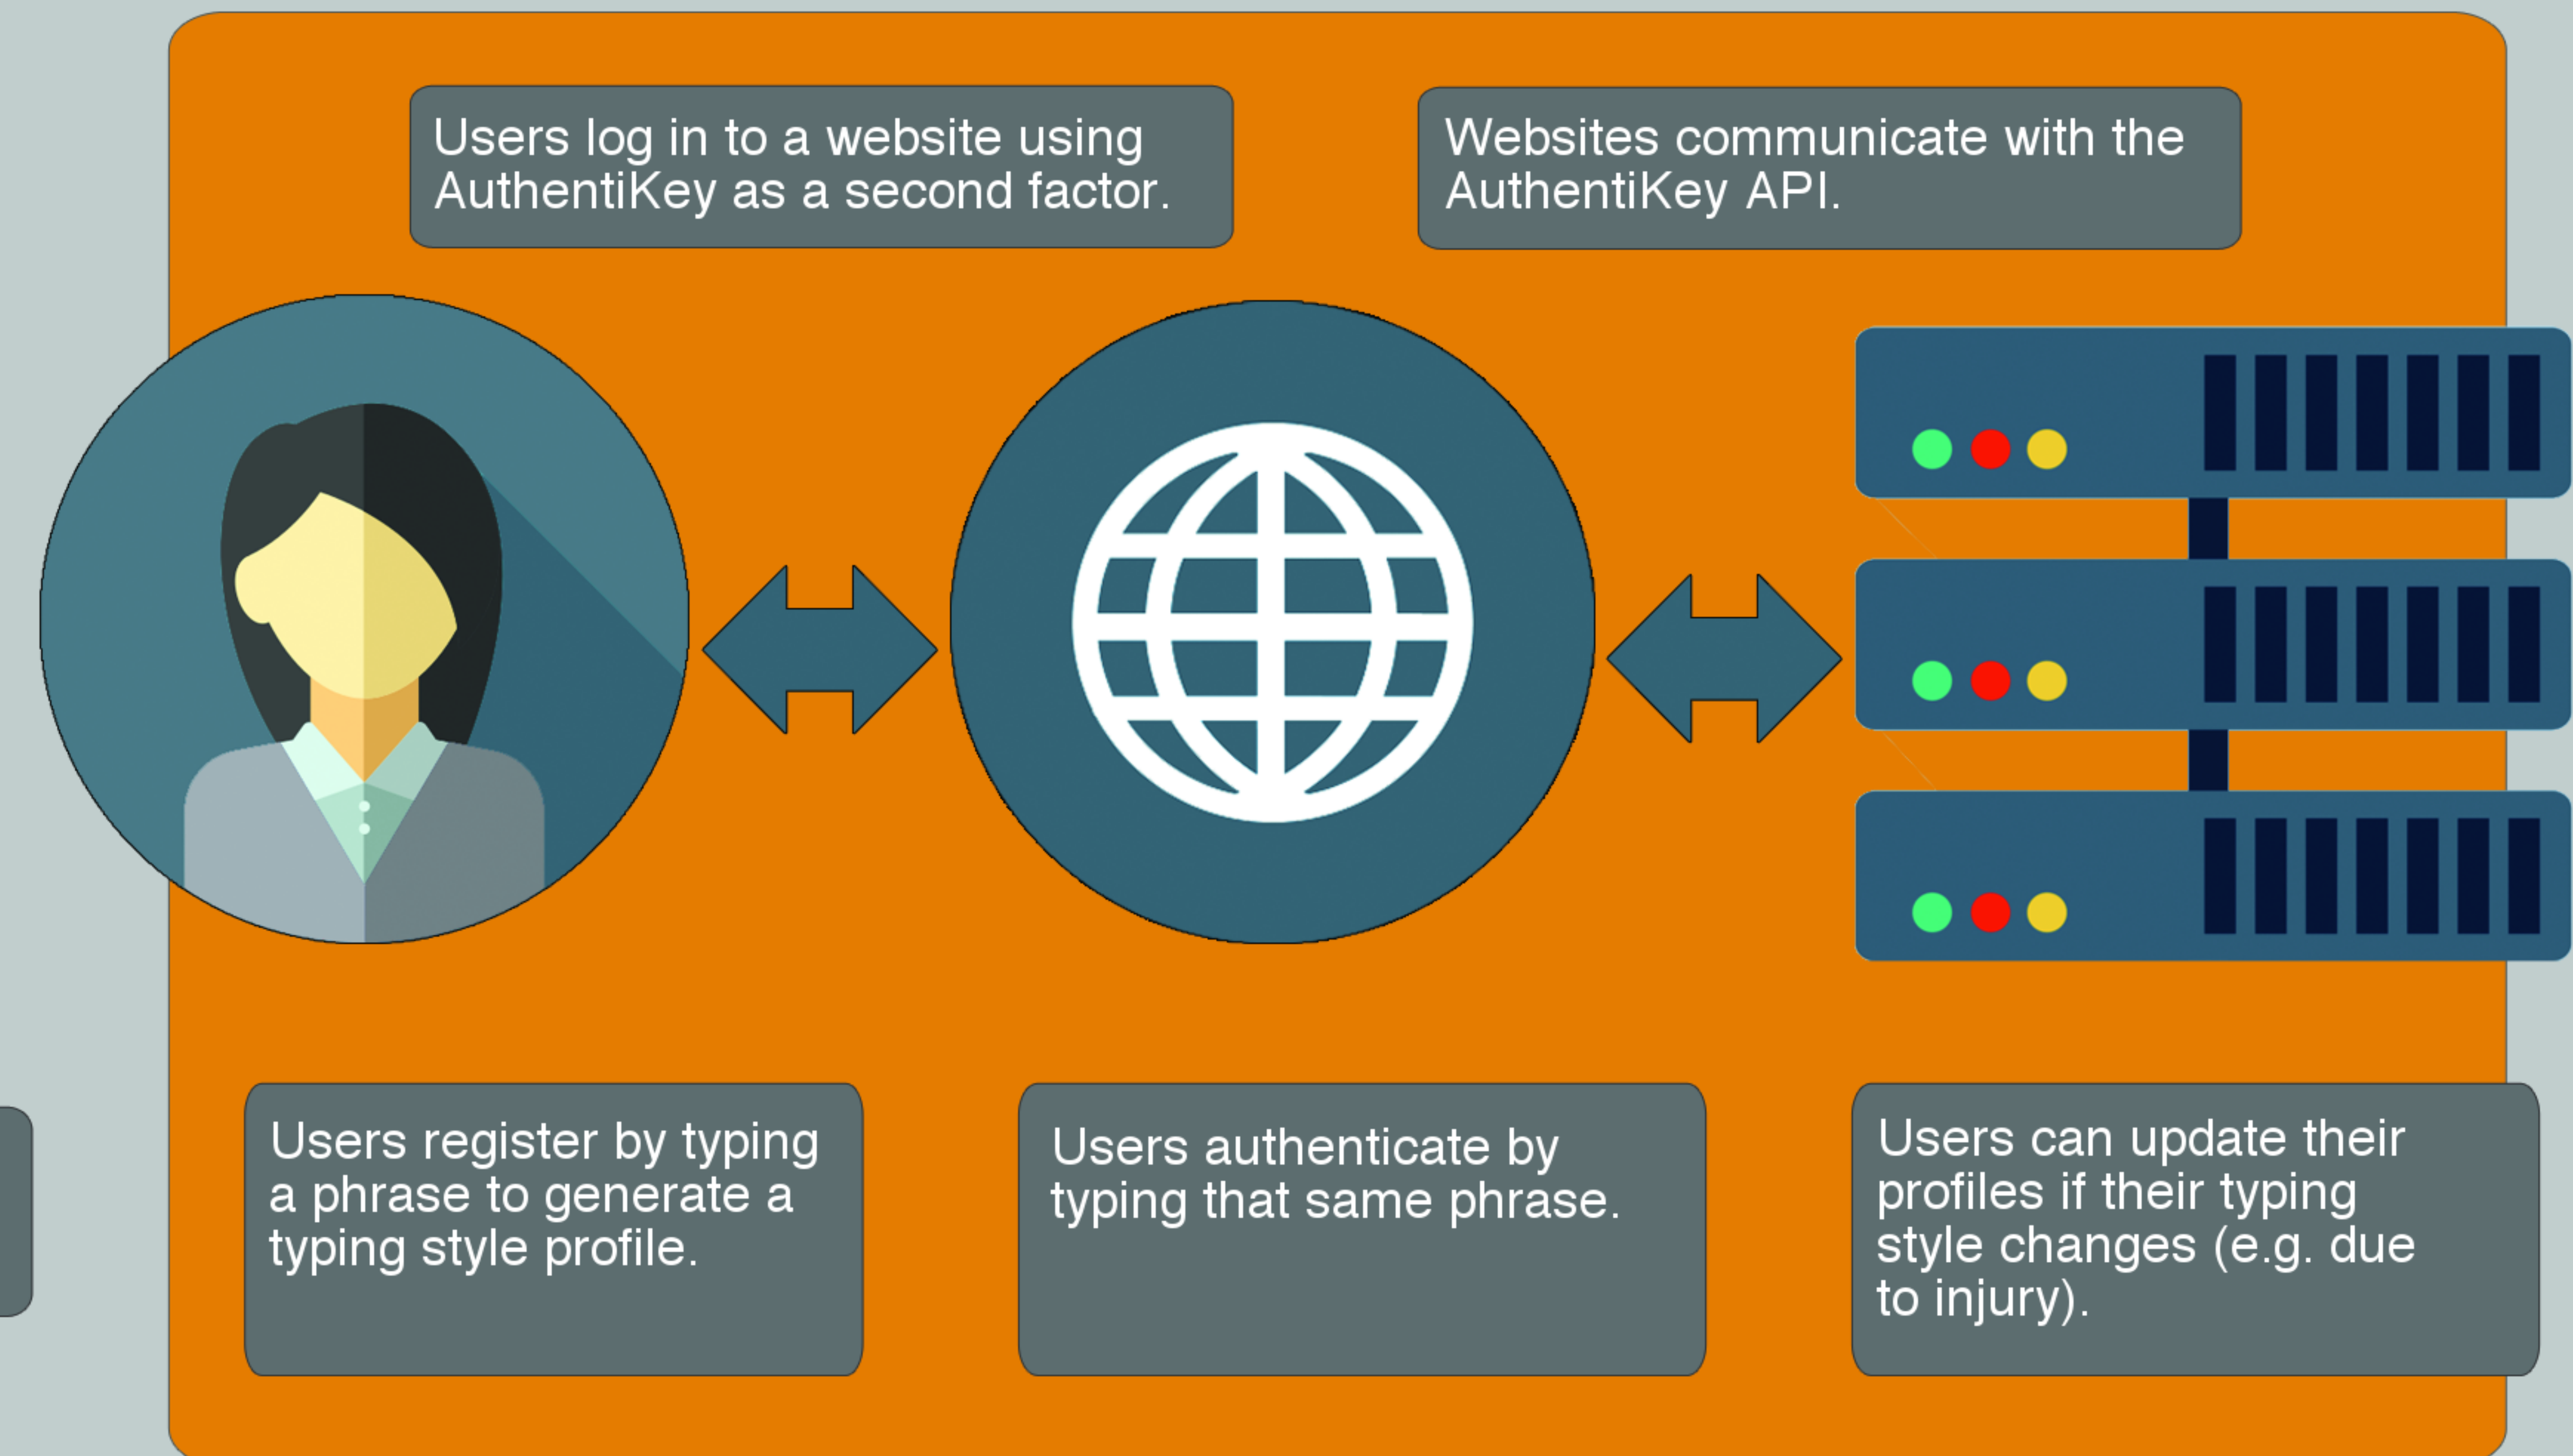 Users log in to a website using
AuthentiKey as a second factor.
Websites communicate with the
AuthentiKey API.
Users register by typing
a phrase to generate a
typing style profile.
Users authenticate by
typing that same phrase.
Users can update their
profiles if their typing
style changes (e.g. due
to injury).